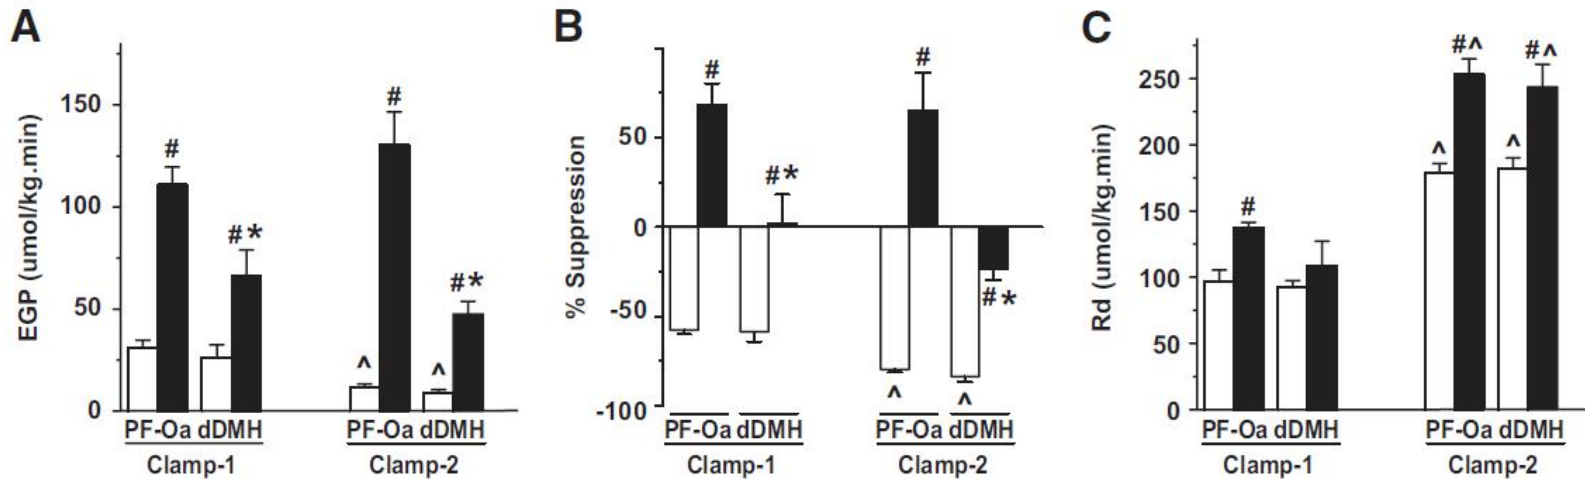 A
EGP (umol/kg.min)
150
100
50
0
#
#*
^
#
^
#*
PF-Oa dDMH
PF-Oa dDMH
Clamp-1
Clamp-2
B
% Suppression
50
0
-50
-100
#
#*
#
^
^
#*
PF-Oa dDMH
PF-Oa dDMH
Clamp-1
Clamp-2
C
Rd (umol/kg.min)
250
200
150
100
50
0
#
^
#^
^
#^
PF-Oa dDMH
PF-Oa dDMH
Clamp-1
Clamp-2